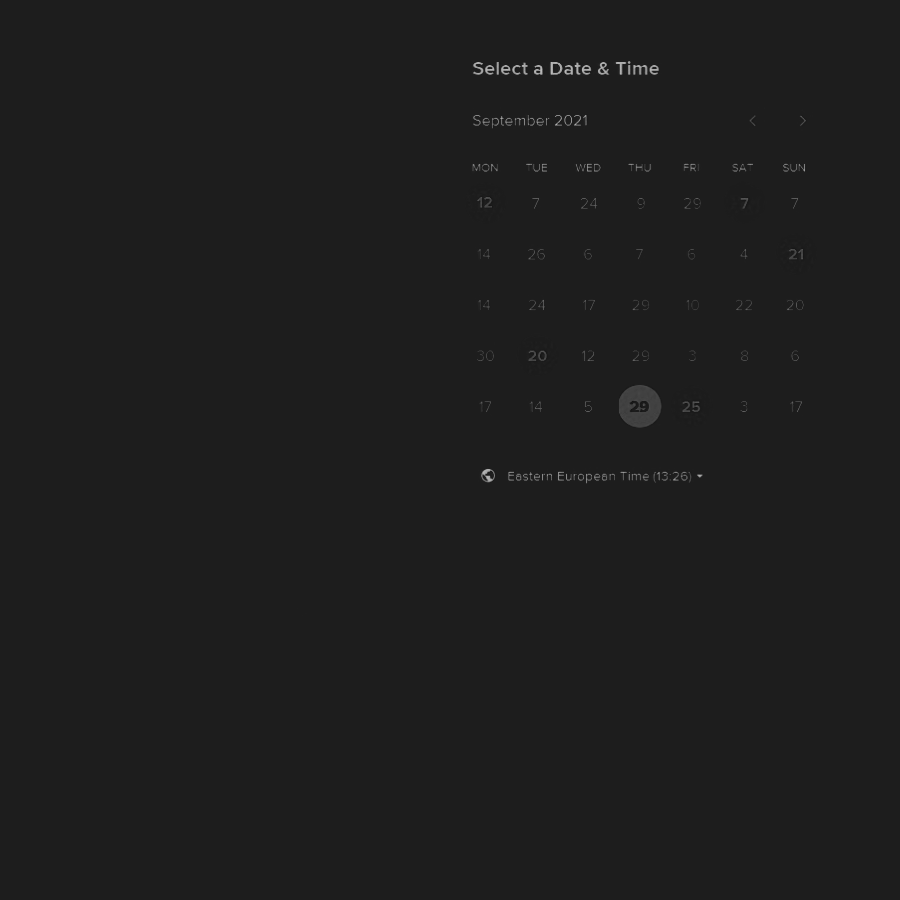 Select a Date & Time
September 2021
MON TUE WED THU FRI SAT SUN
12 7 24 9 29 7 7
14 26 6 7 6 4 21
14 24 17 29 10 22 20
30 20 12 29 3 8 6
17 14 5 29 25 3 17
Eastern European Time (13:26)